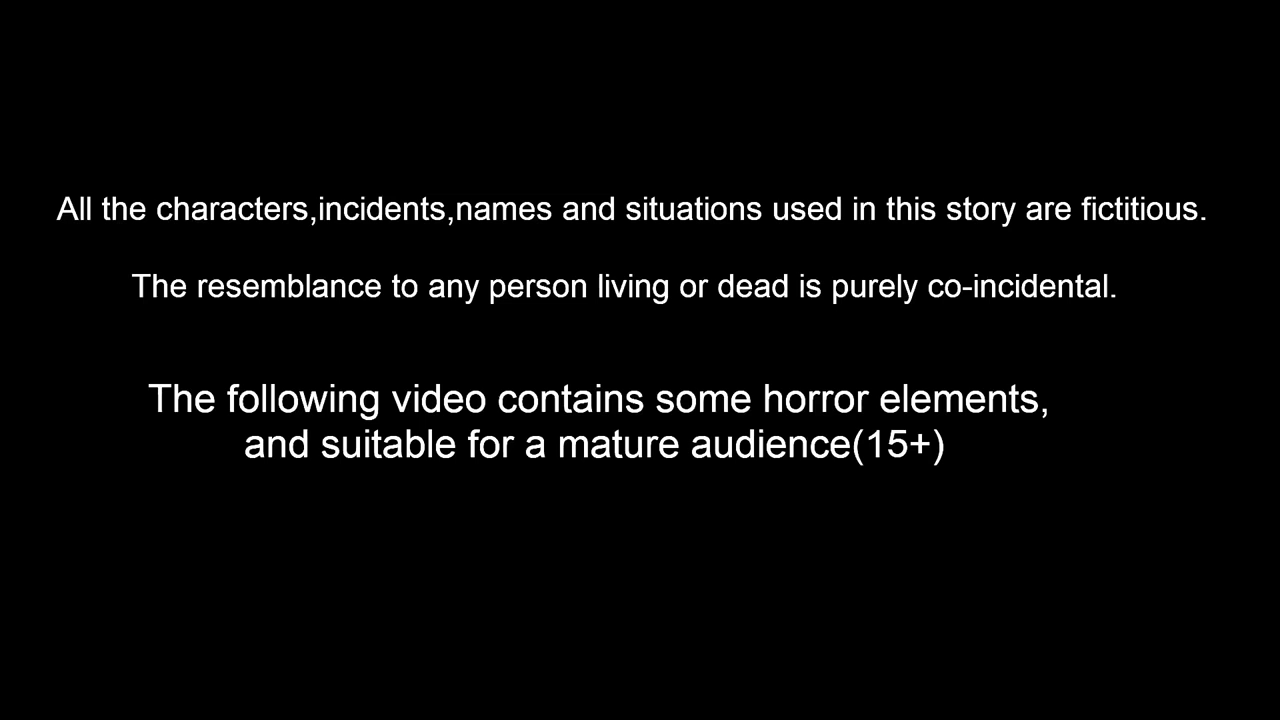 All the characters,incidents,names and situations used in this story are fictitious.
The resemblance to any person living or dead is purely co-incidental.
The following video contains some horror elements,
and suitable for a mature audience(15+)